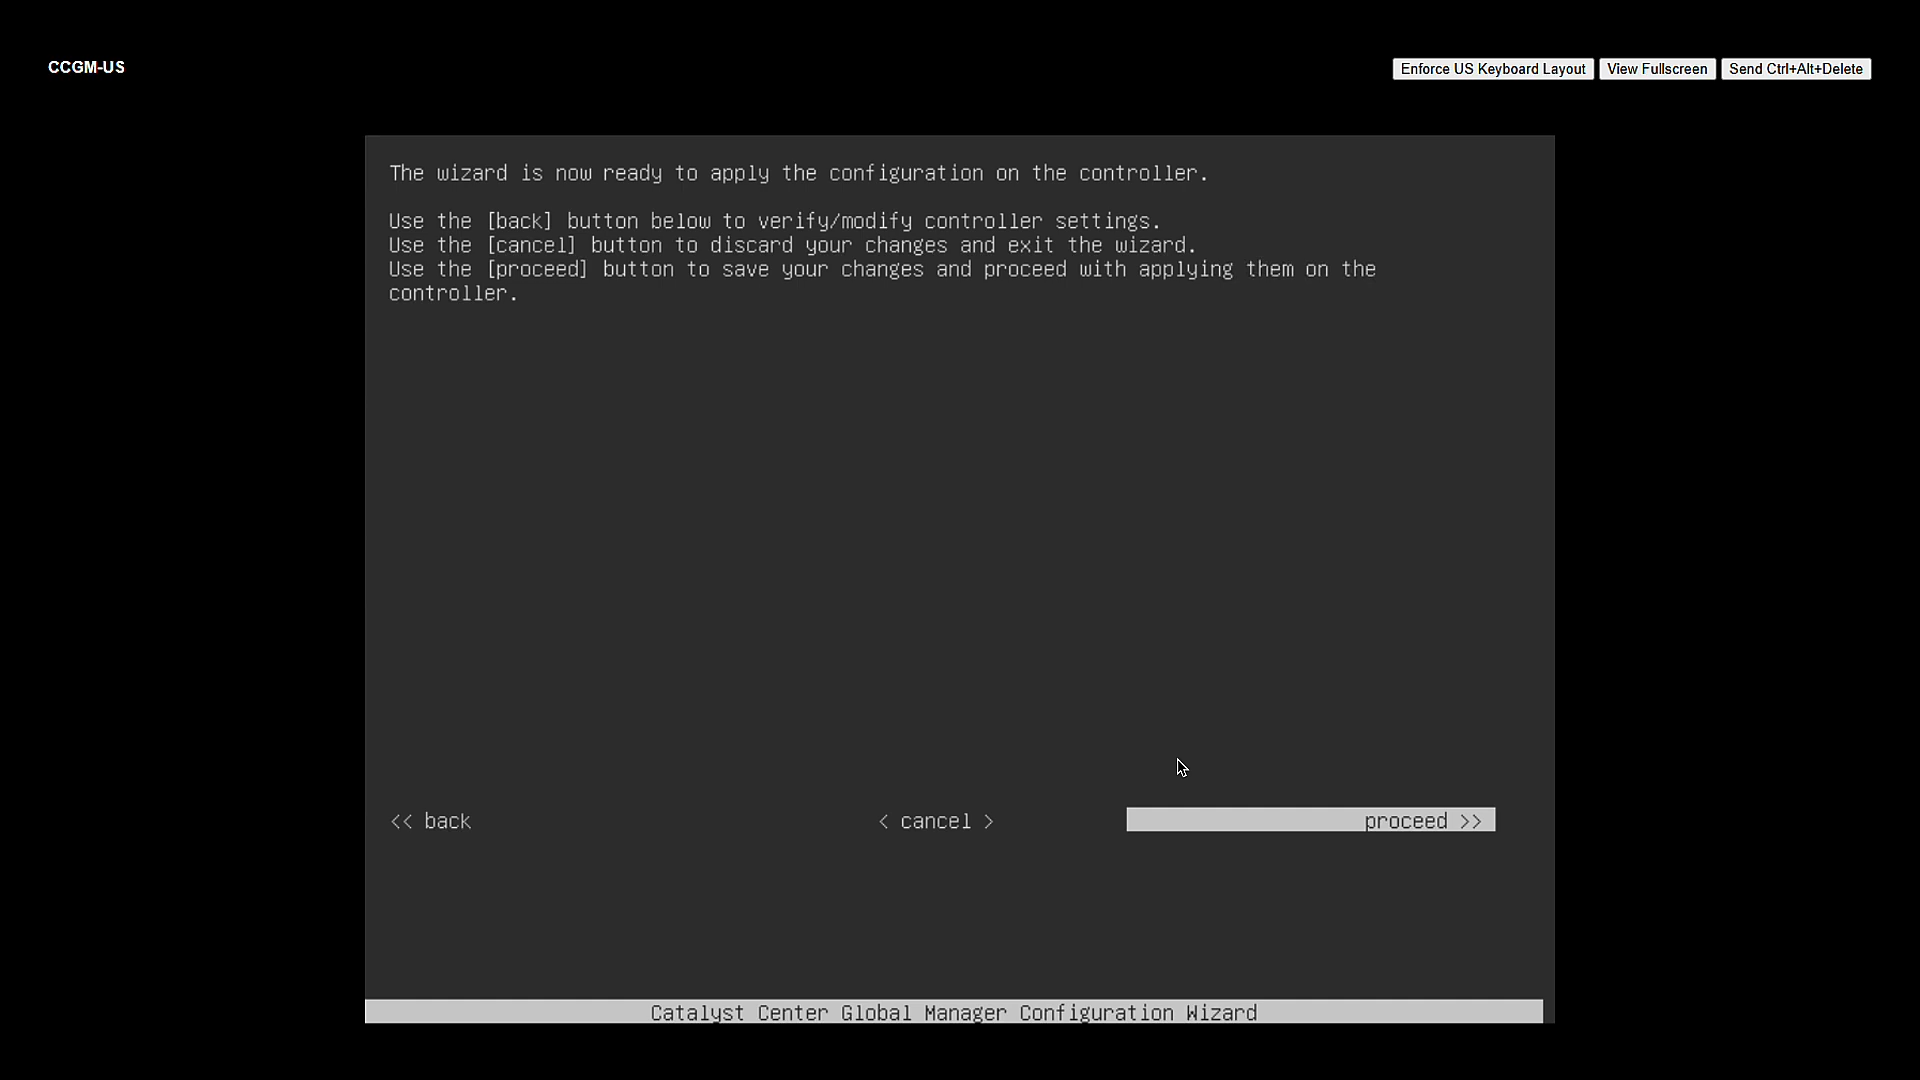 CCGM-US
Enforce US Keyboard Layout View Fullscreen Send Ctrl+Alt+Delete
The wizard is now ready to apply the configuration on the controller.
Use the [back] button below to verify/modify controller settings.
Use the [cancel] button to discard your changes and exit the wizard.
Use the [proceed] button to save your changes and proceed with applying them on the
controller.
<< back < cancel > proceed >>
Catalyst Center Global Manager Configuration Wizard